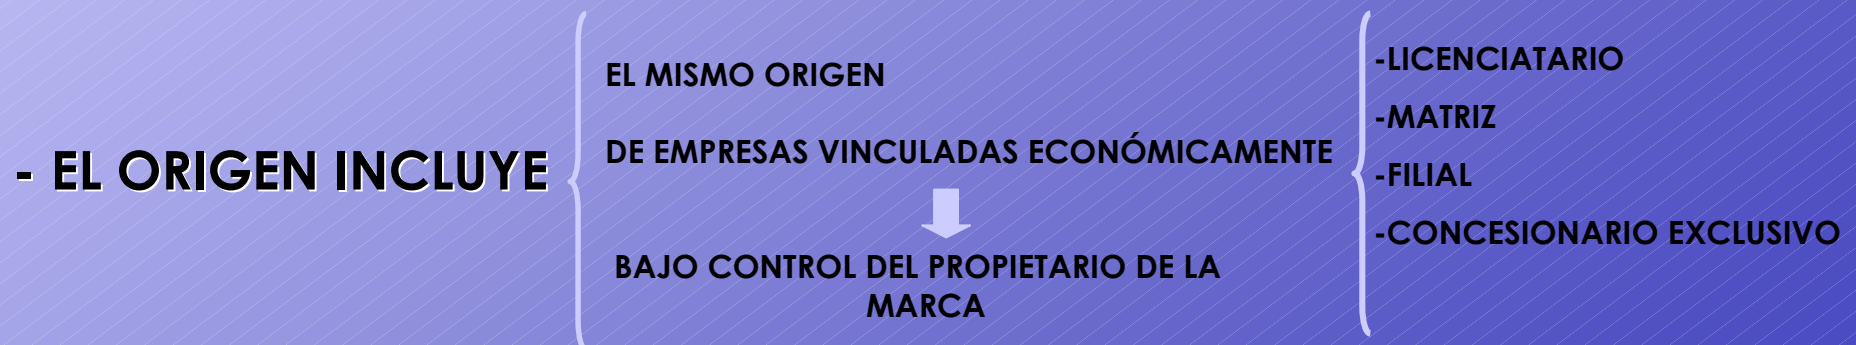 - EL ORIGEN INCLUYE
EL MISMO ORIGEN
DE EMPRESAS VINCULADAS ECONÓMICAMENTE
BAJO CONTROL DEL PROPIETARIO DE LA
MARCA
-LICENCIATARIO
-MATRIZ
-FILIAL
-CONCESIONARIO EXCLUSIVO